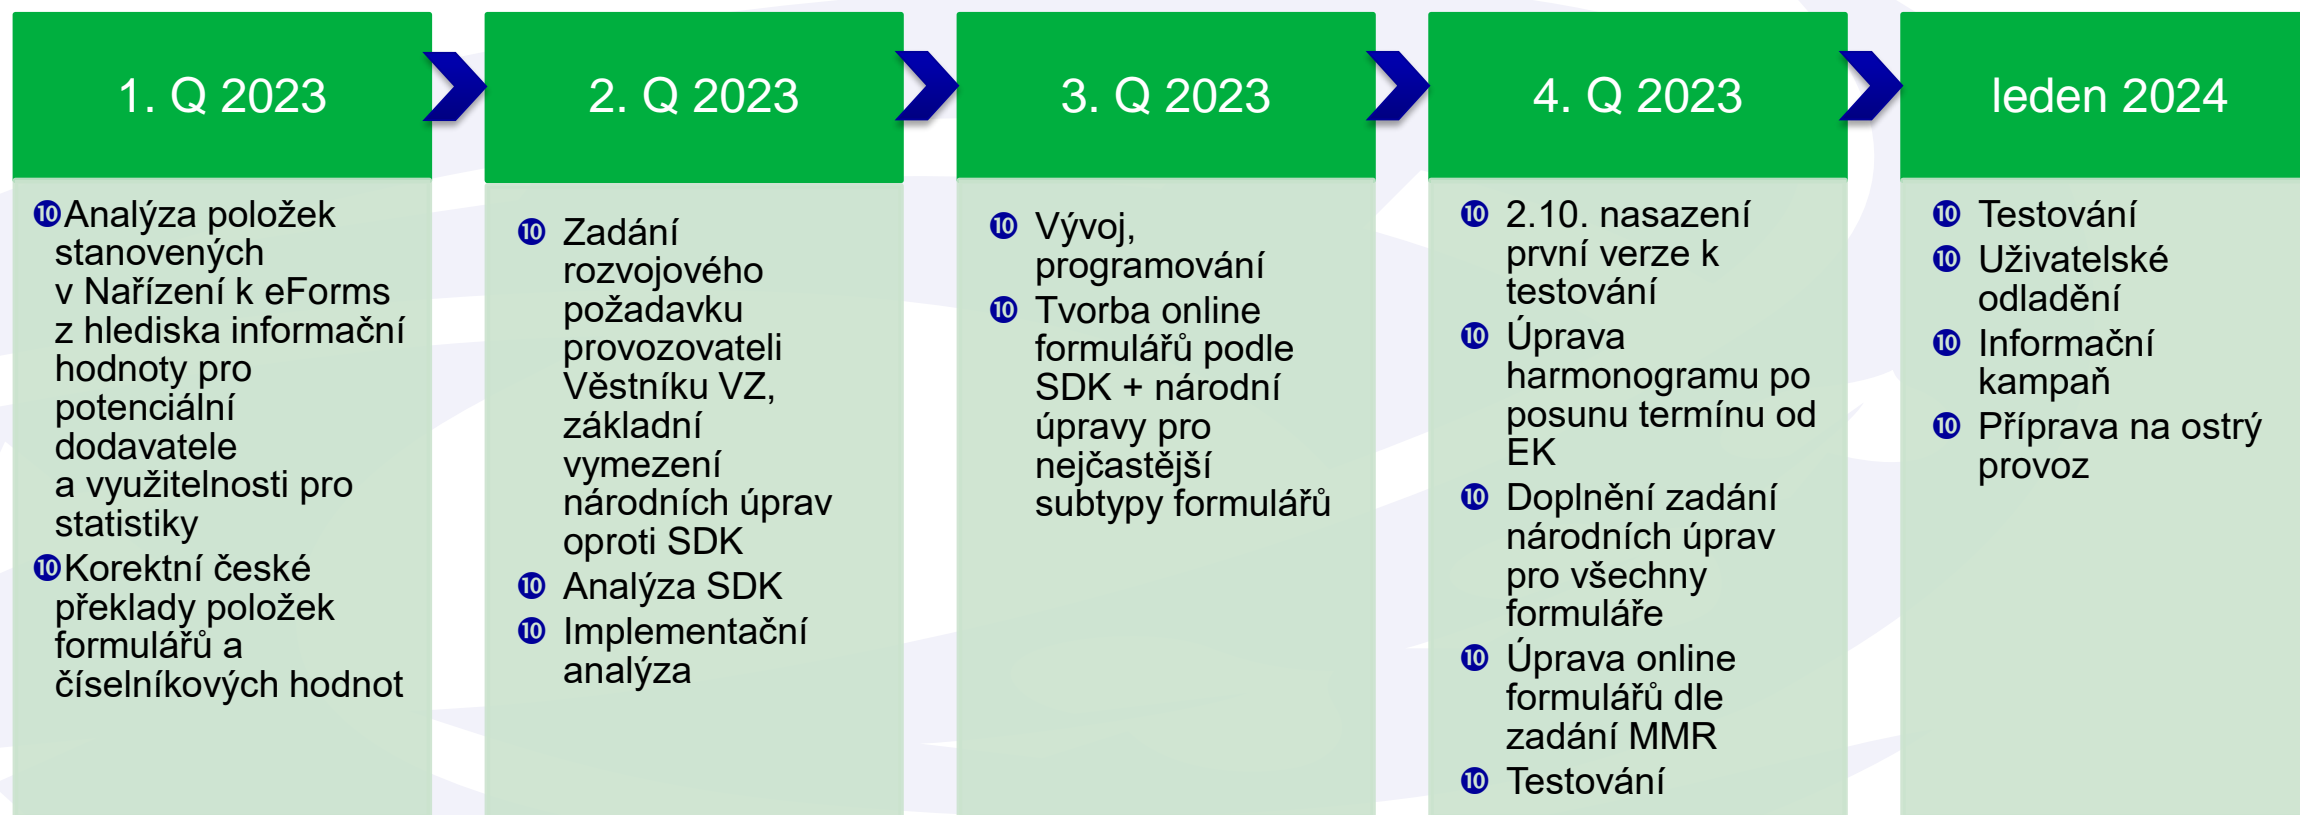 1. Q 2023
❿Analýza položek
stanovených
v Nařízení k eForms
z hlediska informační
hodnoty pro
potenciální
dodavatele
a využitelnosti pro
statistiky
❿Korektní české
překlady položek
formulářů a
číselníkových hodnot
2. Q 2023
❿ Zadání
rozvojového
požadavku
provozovateli
Věstníku VZ,
základní
vymezení
národních úprav
oproti SDK
❿ Analýza SDK
❿ Implementační
analýza
3. Q 2023
❿ Vývoj,
programování
❿ Tvorba online
formulářů podle
SDK + národní
úpravy pro
nejčastější
subtypy formulářů
4. Q 2023
❿ 2.10. nasazení
první verze k
testování
❿ Úprava
harmonogramu po
posunu termínu od
EK
❿ Doplnění zadání
národních úprav
pro všechny
formuláře
❿ Úprava online
formulářů dle
zadání MMR
❿ Testování
leden 2024
❿ Testování
❿ Uživatelské
odladění
❿ Informační
kampaň
❿ Příprava na ostrý
provoz